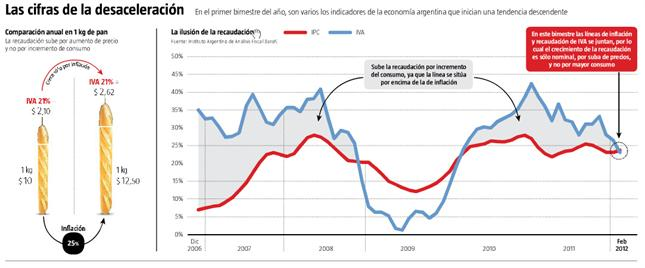 Las cifras de la desaceleración
En el primer bimestre del año, son varios los indicadores de la economía argentina que inician una tendencia descendente
Comparación anual en 1 kg de pan
La recaudación sube por aumento de precio
y no por incremento de consumo
Crece sólo por inflación
IVA 21%
$ 2,10
IVA 21% =
$ 2,62
1 kg
$ 10
1 kg
$ 12,50
Inflación
25%
La ilusión de la recaudación
IPC
IVA
Fuente: Instituto Argentino de Análisis Fiscal (Iaraf).
Sube la recaudación por incremento
del consumo, ya que la línea se sitúa
por encima de la de inflación
En este bimestre las líneas de inflación
y recaudación de IVA se juntan, por lo
cual el crecimiento de la recaudación
es sólo nominal, por suba de precios,
y no por mayor consumo
50%
45%
40%
35%
30%
25%
20%
15%
10%
5%
0%
Dic
2006
2007
2008
2009
2010
2011
Feb
2012